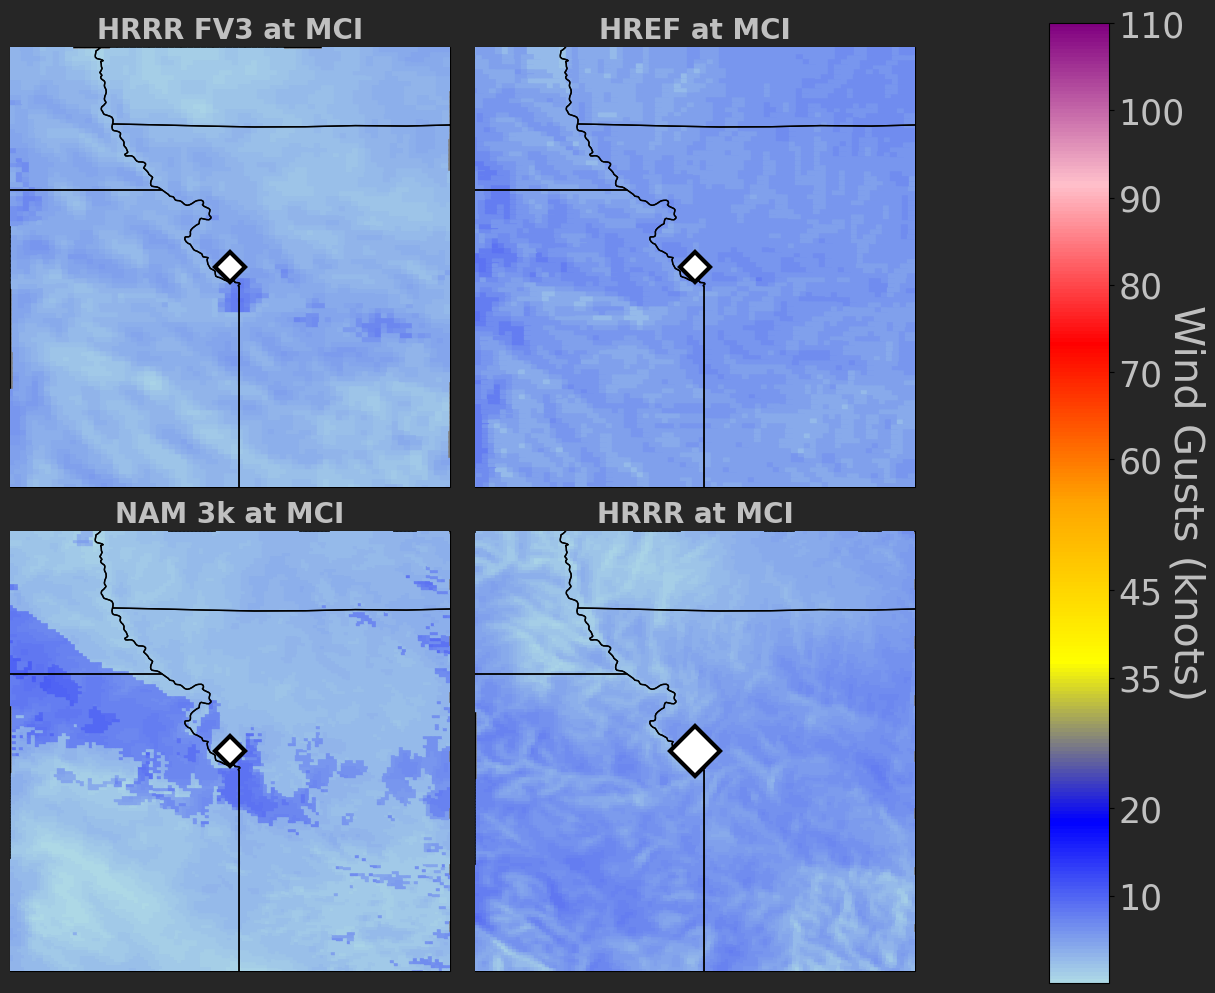 HRRR FV3 at MCI
HREF at MCI
NAM 3k at MCI
HRRR at MCI
110
100
90
80
70
60
45
35
20
10
Wind Gusts (knots)